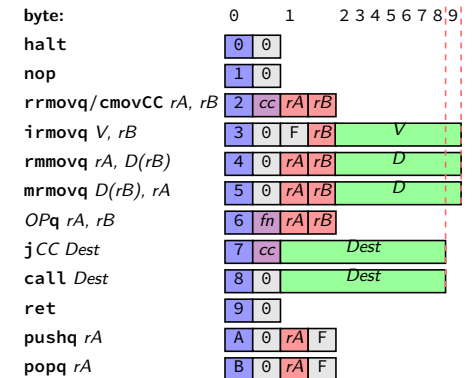 byte: 0 1 2 3 4 5 6 7 8 9
halt 0 0
nop 1 0
rrmovq/cmovCC rA, rB 2 cc rA rB
irmovq V, rB 3 0 F rB V
rmmovq rA, D(rB) 4 0 rA rB D
mrmovq D(rB), rA 5 0 rA rB D
OPq rA, rB 6 fn rA rB
jCC Dest 7 cc Dest
call Dest 8 0 Dest
ret 9 0
pushq rA A 0 rA F
popq rA B 0 rA F